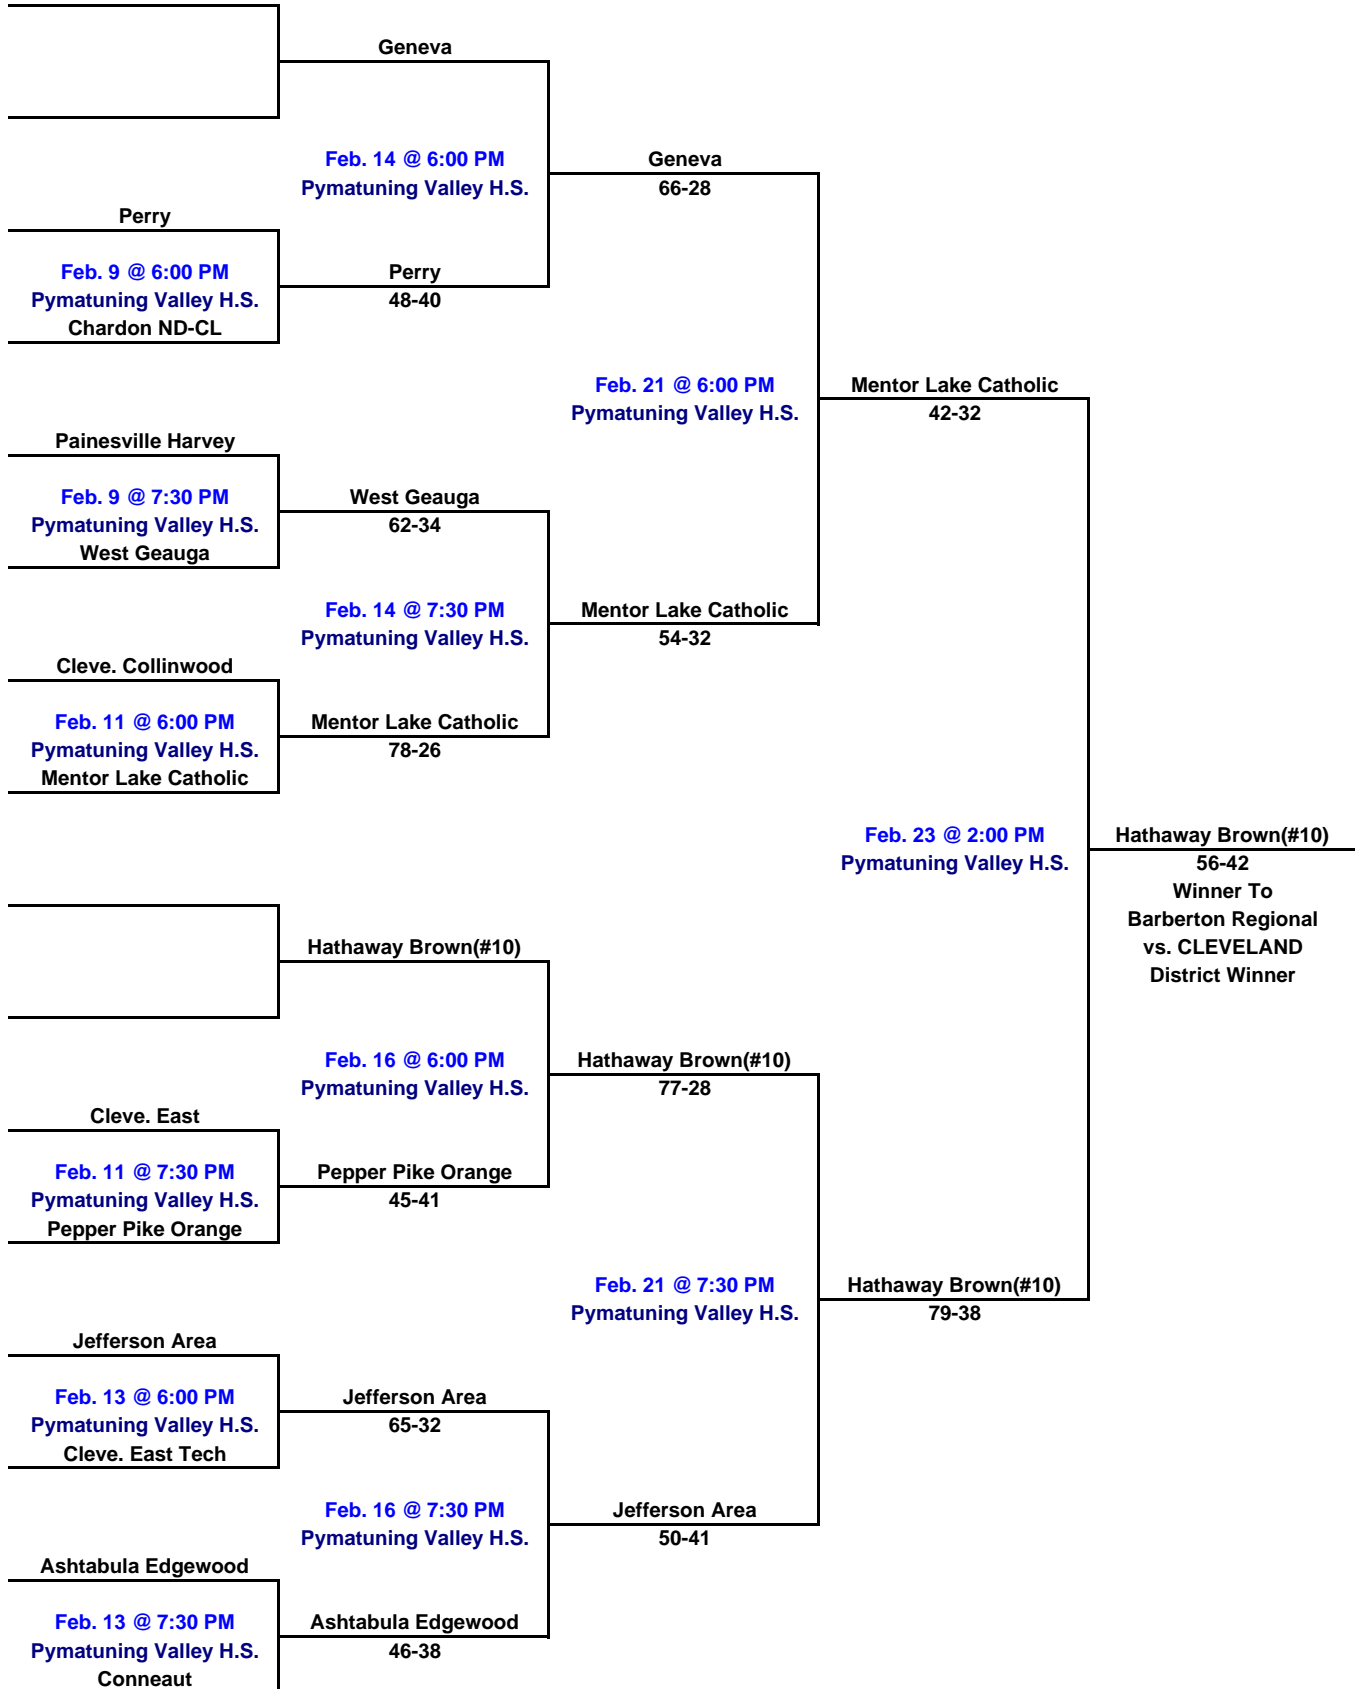 Geneva
Feb. 14 @ 6:00 PM
Pymatuning Valley H.S.
Geneva
66-28
Perry
Feb. 9 @ 6:00 PM
Pymatuning Valley H.S.
Chardon ND-CL
Perry
48-40
Feb. 21 @ 6:00 PM
Pymatuning Valley H.S.
Mentor Lake Catholic
42-32
Painesville Harvey
Feb. 9 @ 7:30 PM
Pymatuning Valley H.S.
West Geauga
West Geauga
62-34
Feb. 14 @ 7:30 PM
Pymatuning Valley H.S.
Mentor Lake Catholic
54-32
Cleve. Collinwood
Feb. 11 @ 6:00 PM
Pymatuning Valley H.S.
Mentor Lake Catholic
Mentor Lake Catholic
78-26
Feb. 23 @ 2:00 PM
Pymatuning Valley H.S.
Hathaway Brown(#10)
56-42
Winner To
Barberton Regional
vs. CLEVELAND
District Winner
Hathaway Brown(#10)
Feb. 16 @ 6:00 PM
Pymatuning Valley H.S.
Hathaway Brown(#10)
77-28
Cleve. East
Feb. 11 @ 7:30 PM
Pymatuning Valley H.S.
Pepper Pike Orange
Pepper Pike Orange
45-41
Feb. 21 @ 7:30 PM
Pymatuning Valley H.S.
Hathaway Brown(#10)
79-38
Jefferson Area
Feb. 13 @ 6:00 PM
Pymatuning Valley H.S.
Cleve. East Tech
Jefferson Area
65-32
Feb. 16 @ 7:30 PM
Pymatuning Valley H.S.
Jefferson Area
50-41
Ashtabula Edgewood
Feb. 13 @ 7:30 PM
Pymatuning Valley H.S.
Conneaut
Ashtabula Edgewood
46-38